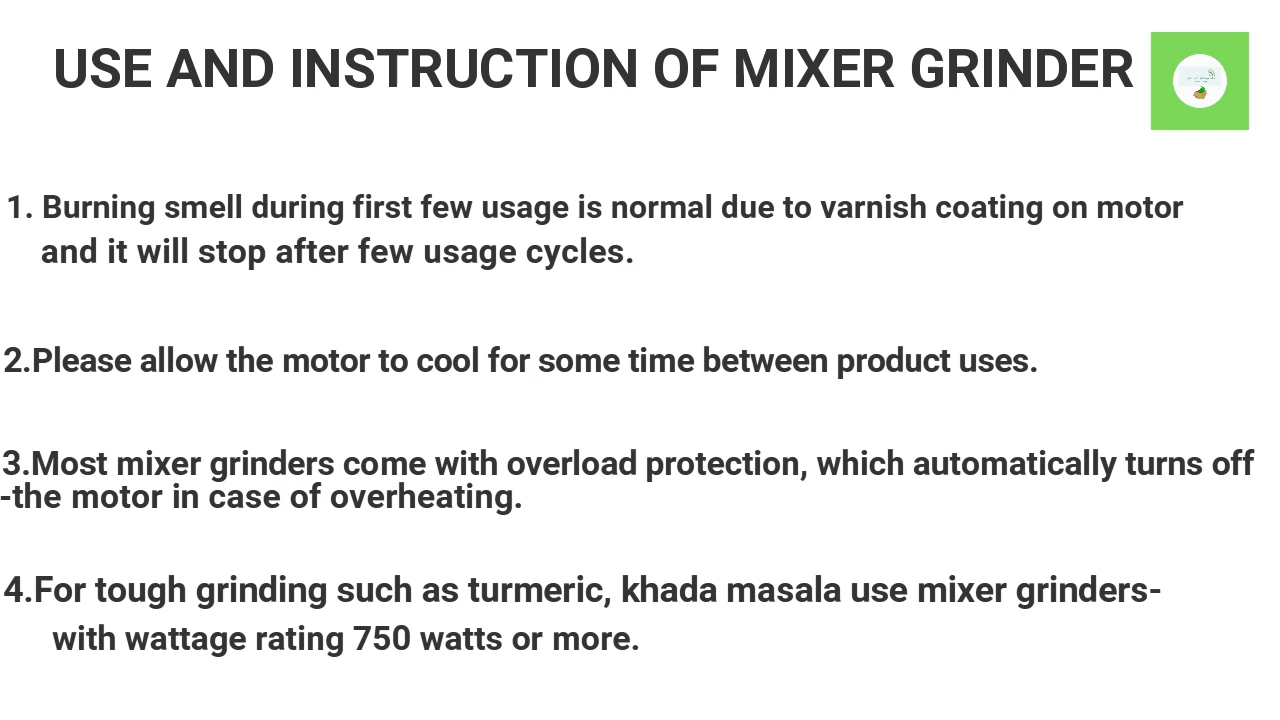 USE AND INSTRUCTION OF MIXER GRINDER
1. Burning smell during first few usage is normal due to varnish coating on motor
and it will stop after few usage cycles.
2.Please allow the motor to cool for some time between product uses.
3.Most mixer grinders come with overload protection, which automatically turns off
-the motor in case of overheating.
4.For tough grinding such as turmeric, khada masala use mixer grinders-
with wattage rating 750 watts or more.